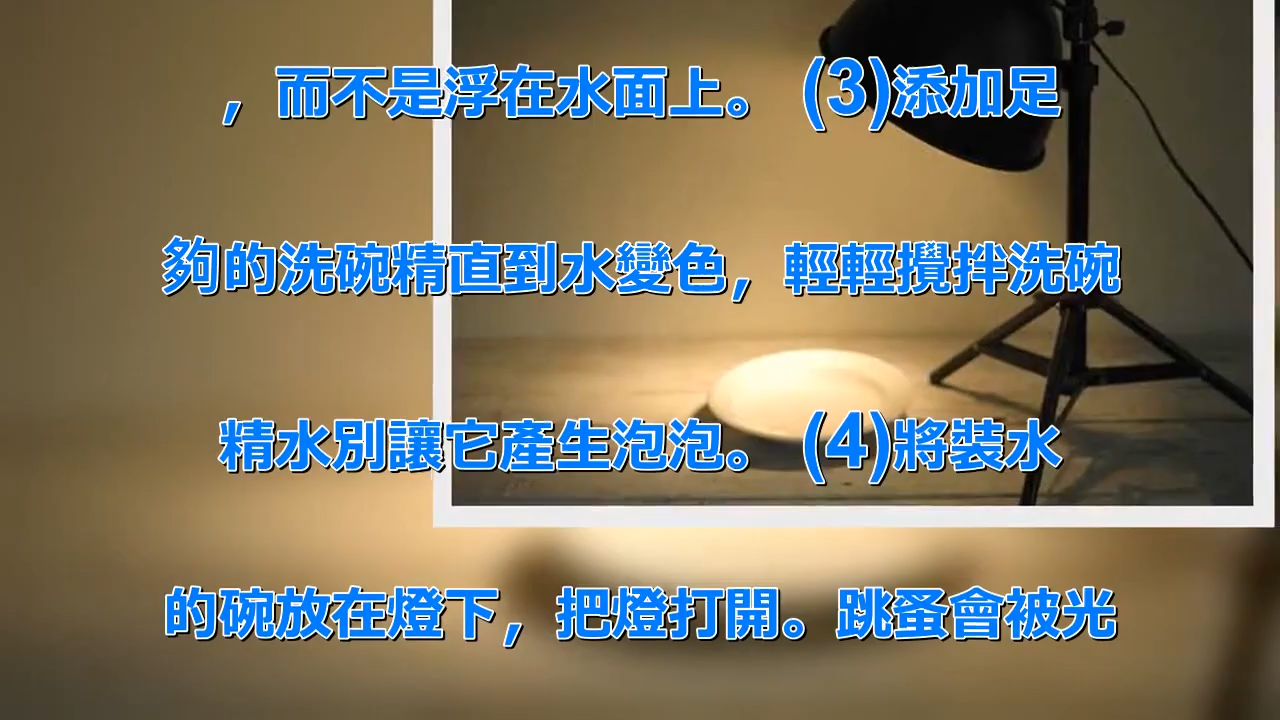 ，而不是浮在水面上。 (3)添加足
夠的洗碗精直到水變色，輕輕攪拌洗碗
精水別讓它產生泡泡。 (4)將裝水
的碗放在燈下，把燈打開。跳蚤會被光